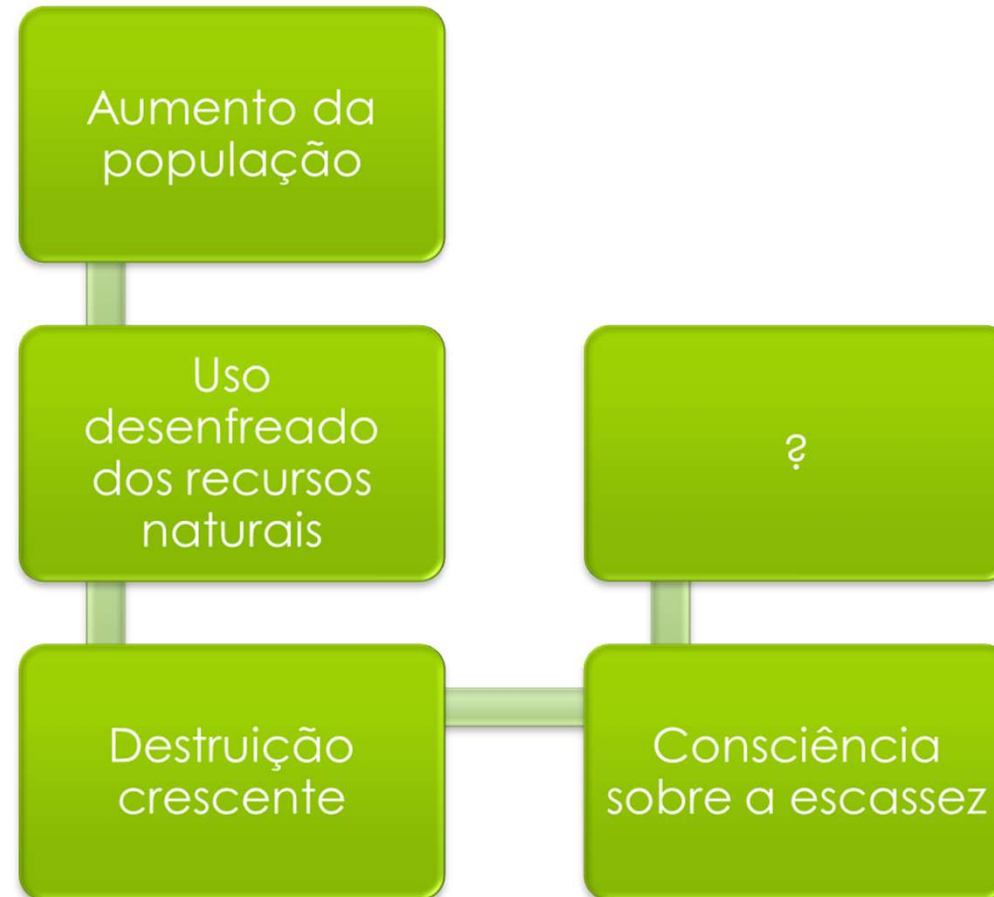 Aumento da
população
Uso
desenfreado
dos recursos
naturais
Destruição
crescente
Consciência
sobre a escassez
?